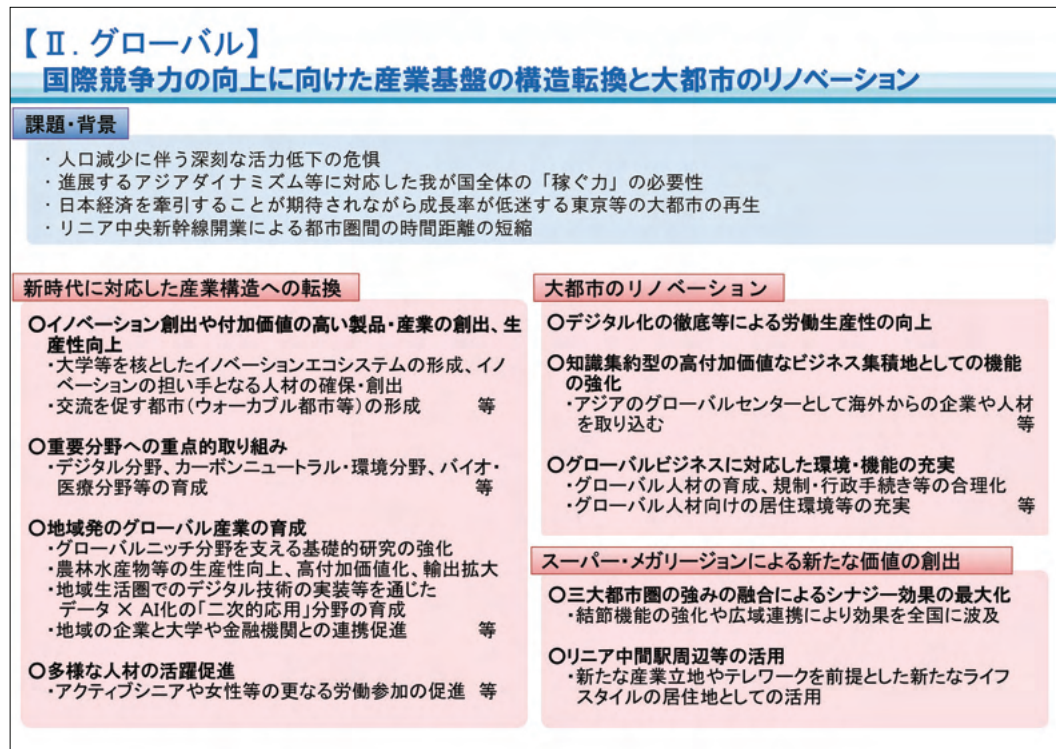 【Ⅱ．グローバル】
国際競争力の向上に向けた産業基盤の構造転換と大都市のリノベーション
課題・背景
・人口減少に伴う深刻な活力低下の危惧
・進展するアジアダイナミズム等に対応した我が国全体の「稼ぐ力」の必要性
・日本経済を牽引することが期待されながら成長率が低迷する東京等の大都市の再生
・リニア中央新幹線開業による都市圏間の時間距離の短縮
新時代に対応した産業構造への転換
〇イノベーション創出や付加価値の高い製品・産業の創出、生
産性向上
・大学等を核としたイノベーションエコシステムの形成、イノ
ベーションの担い手となる人材の確保・創出
・交流を促す都市（ウォーカブル都市等）の形成　等
〇重要分野への重点的取り組み
・デジタル分野、カーボンニュートラル・環境分野、バイオ・
医療分野等の育成　等
〇地域発のグローバル産業の育成
・グローバルニッチ分野を支える基礎的研究の強化
・農林水産物等の生産性向上、高付加価値化、輸出拡大
・地域生活圏でのデジタル技術の実装等を通じた
データ × AI化の「二次的応用」分野の育成
・地域の企業と大学や金融機関との連携促進　等
〇多様な人材の活躍促進
・アクティブシニアや女性等の更なる労働参加の促進　等
大都市のリノベーション
〇デジタル化の徹底等による労働生産性の向上
〇知識集約型の高付加価値なビジネス集積地としての機能
の強化
・アジアのグローバルセンターとして海外からの企業や人材
を取り込む　等
〇グローバルビジネスに対応した環境・機能の充実
・グローバル人材の育成、規制・行政手続き等の合理化
・グローバル人材向けの居住環境等の充実　等
スーパー・メガリージョンによる新たな価値の創出
〇三大都市圏の強みの融合によるシナジー効果の最大化
・結節機能の強化や広域連携により効果を全国に波及
〇リニア中間駅周辺等の活用
・新たな産業立地やテレワークを前提とした新たなライフ
スタイルの居住地としての活用